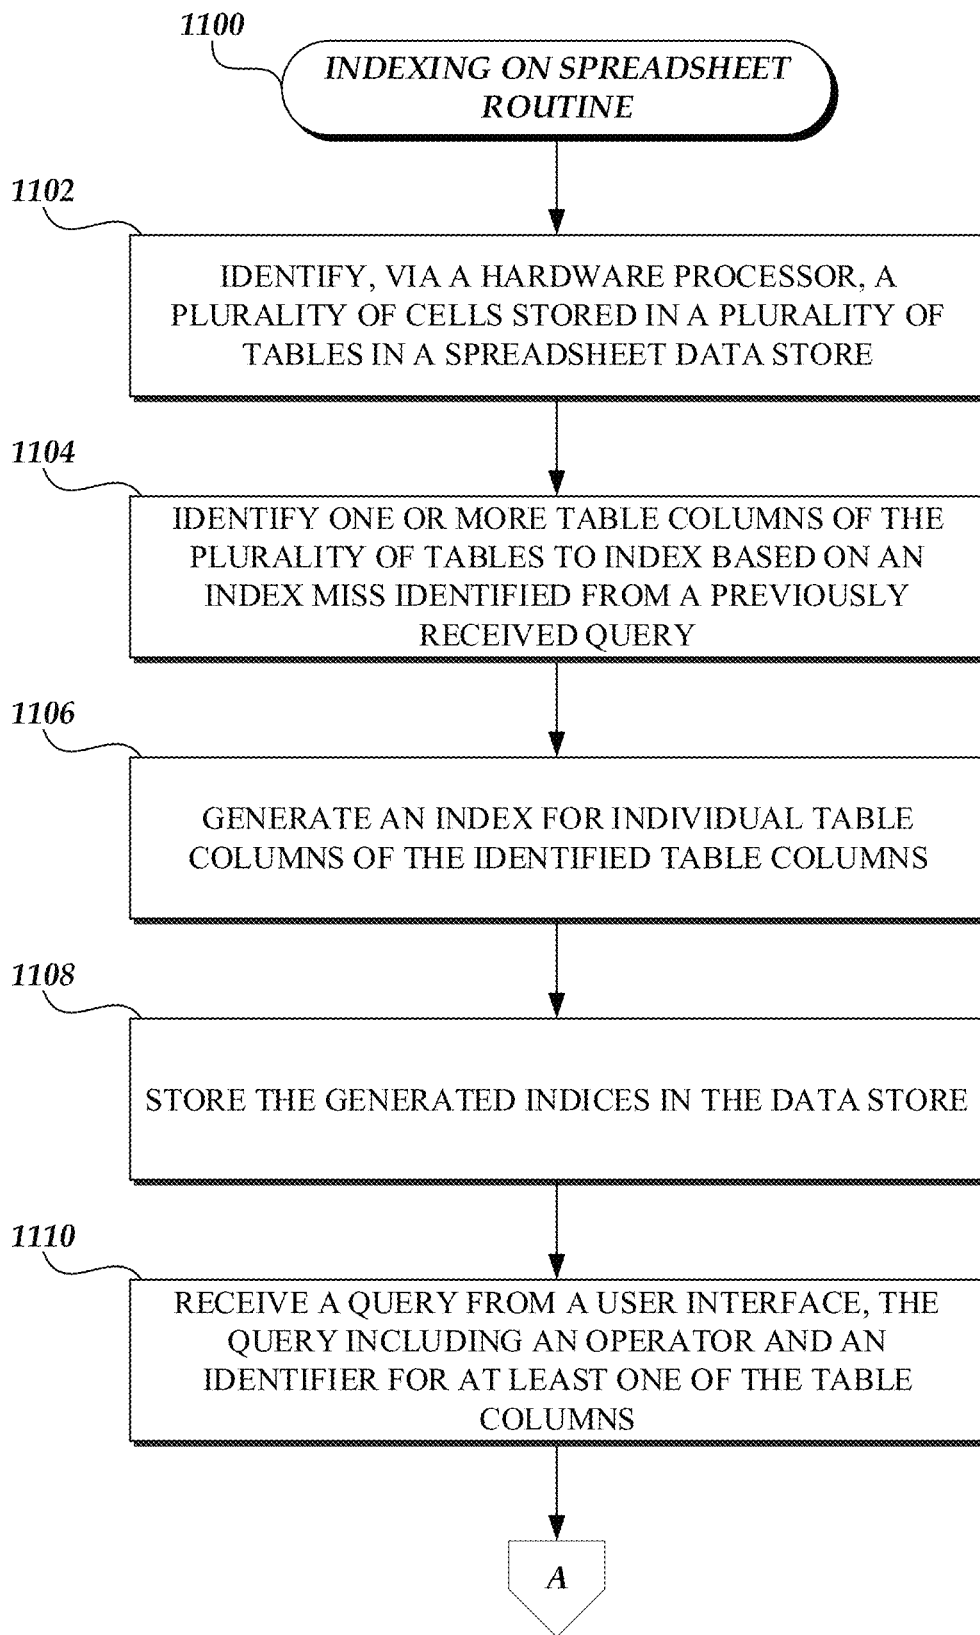 1100
INDEXING ON SPREADSHEET
ROUTINE
1102
IDENTIFY, VIA A HARDWARE PROCESSOR, A
PLURALITY OF CELLS STORED IN A PLURALITY OF
TABLES IN A SPREADSHEET DATA STORE
1104
IDENTIFY ONE OR MORE TABLE COLUMNS OF THE
PLURALITY OF TABLES TO INDEX BASED ON AN
INDEX MISS IDENTIFIED FROM A PREVIOUSLY
RECEIVED QUERY
1106
GENERATE AN INDEX FOR INDIVIDUAL TABLE
COLUMNS OF THE IDENTIFIED TABLE COLUMNS
1108
STORE THE GENERATED INDICES IN THE DATA STORE
1110
RECEIVE A QUERY FROM A USER INTERFACE, THE
QUERY INCLUDING AN OPERATOR AND AN
IDENTIFIER FOR AT LEAST ONE OF THE TABLE
COLUMNS
A